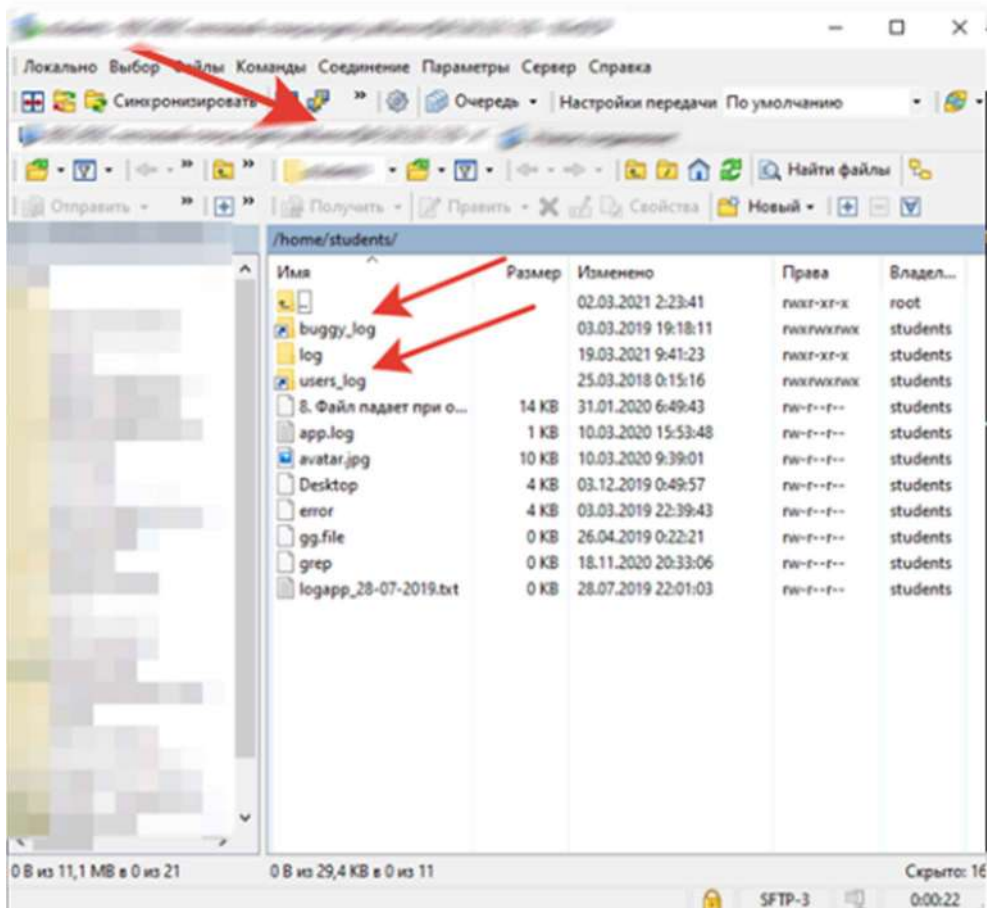 Локально Выбор Файлы Команды Соединение Параметры Сервер Справка
Синхронизировать » Очередь Настройки передачи По умолчанию
» » Найти файлы
Отправить » Получить Править Свойства Новый
/home/students/
Имя Размер Изменено Права Владел...
.. 02.03.2021 2:23:41 rwxr-xr-x root
buggy_log 03.03.2019 19:18:11 rwxrwxrwx students
log 19.03.2021 9:41:23 rwxr-xr-x students
users_log 25.03.2018 0:15:16 rwxrwxrwx students
8. Файл падает при о... 14 KB 31.01.2020 6:49:43 rw-r--r-- students
app.log 1 KB 10.03.2020 15:53:48 rw-r--r-- students
avatar.jpg 10 KB 10.03.2020 9:39:01 rw-r--r-- students
Desktop 4 KB 03.12.2019 0:49:57 rw-r--r-- students
error 4 KB 03.03.2019 22:39:43 rw-r--r-- students
gg.file 0 KB 26.04.2019 0:22:21 rw-r--r-- students
grep 0 KB 18.11.2020 20:33:06 rw-r--r-- students
logapp_28-07-2019.txt 0 KB 28.07.2019 22:01:03 rw-r--r-- students
0 B из 11,1 MB в 0 из 21 0 B из 29,4 KB в 0 из 11 Скрыто: 16
SFTP-3 0:00:22